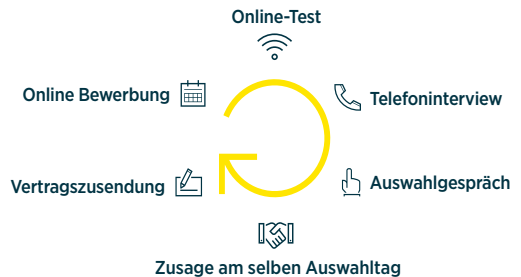 Online-Test
Online Bewerbung
Telefoninterview
Vertragszusendung
Auswahlgespräch
Zusage am selben Auswahltag